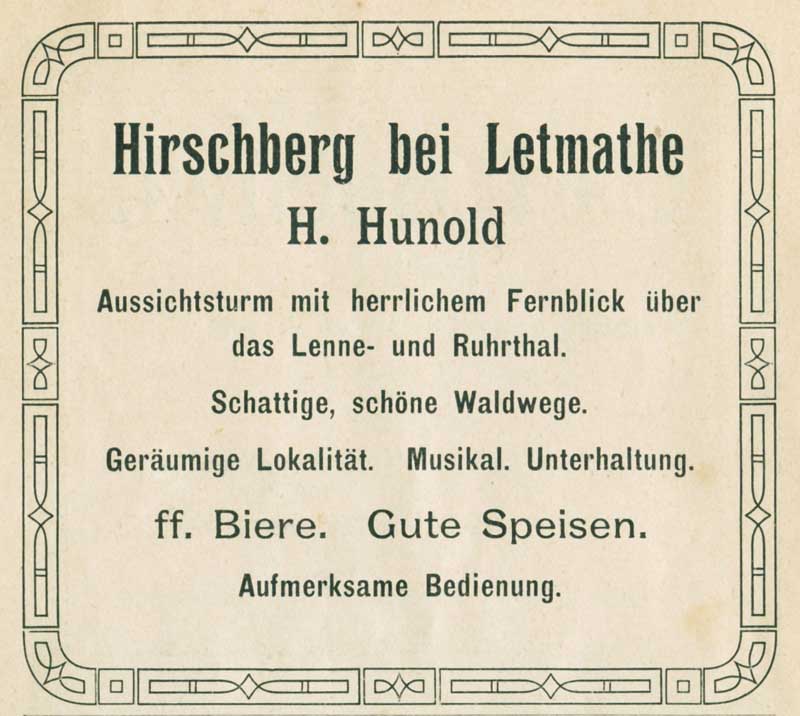 Hirschberg bei Letmathe
H. Hunold
Aussichtsturm mit herrlichem Fernblick über
das Lenne- und Ruhrthal.
Schattige, schöne Waldwege.
Geräumige Lokalität. Musikal. Unterhaltung.
ff. Biere. Gute Speisen.
Aufmerksame Bedienung.